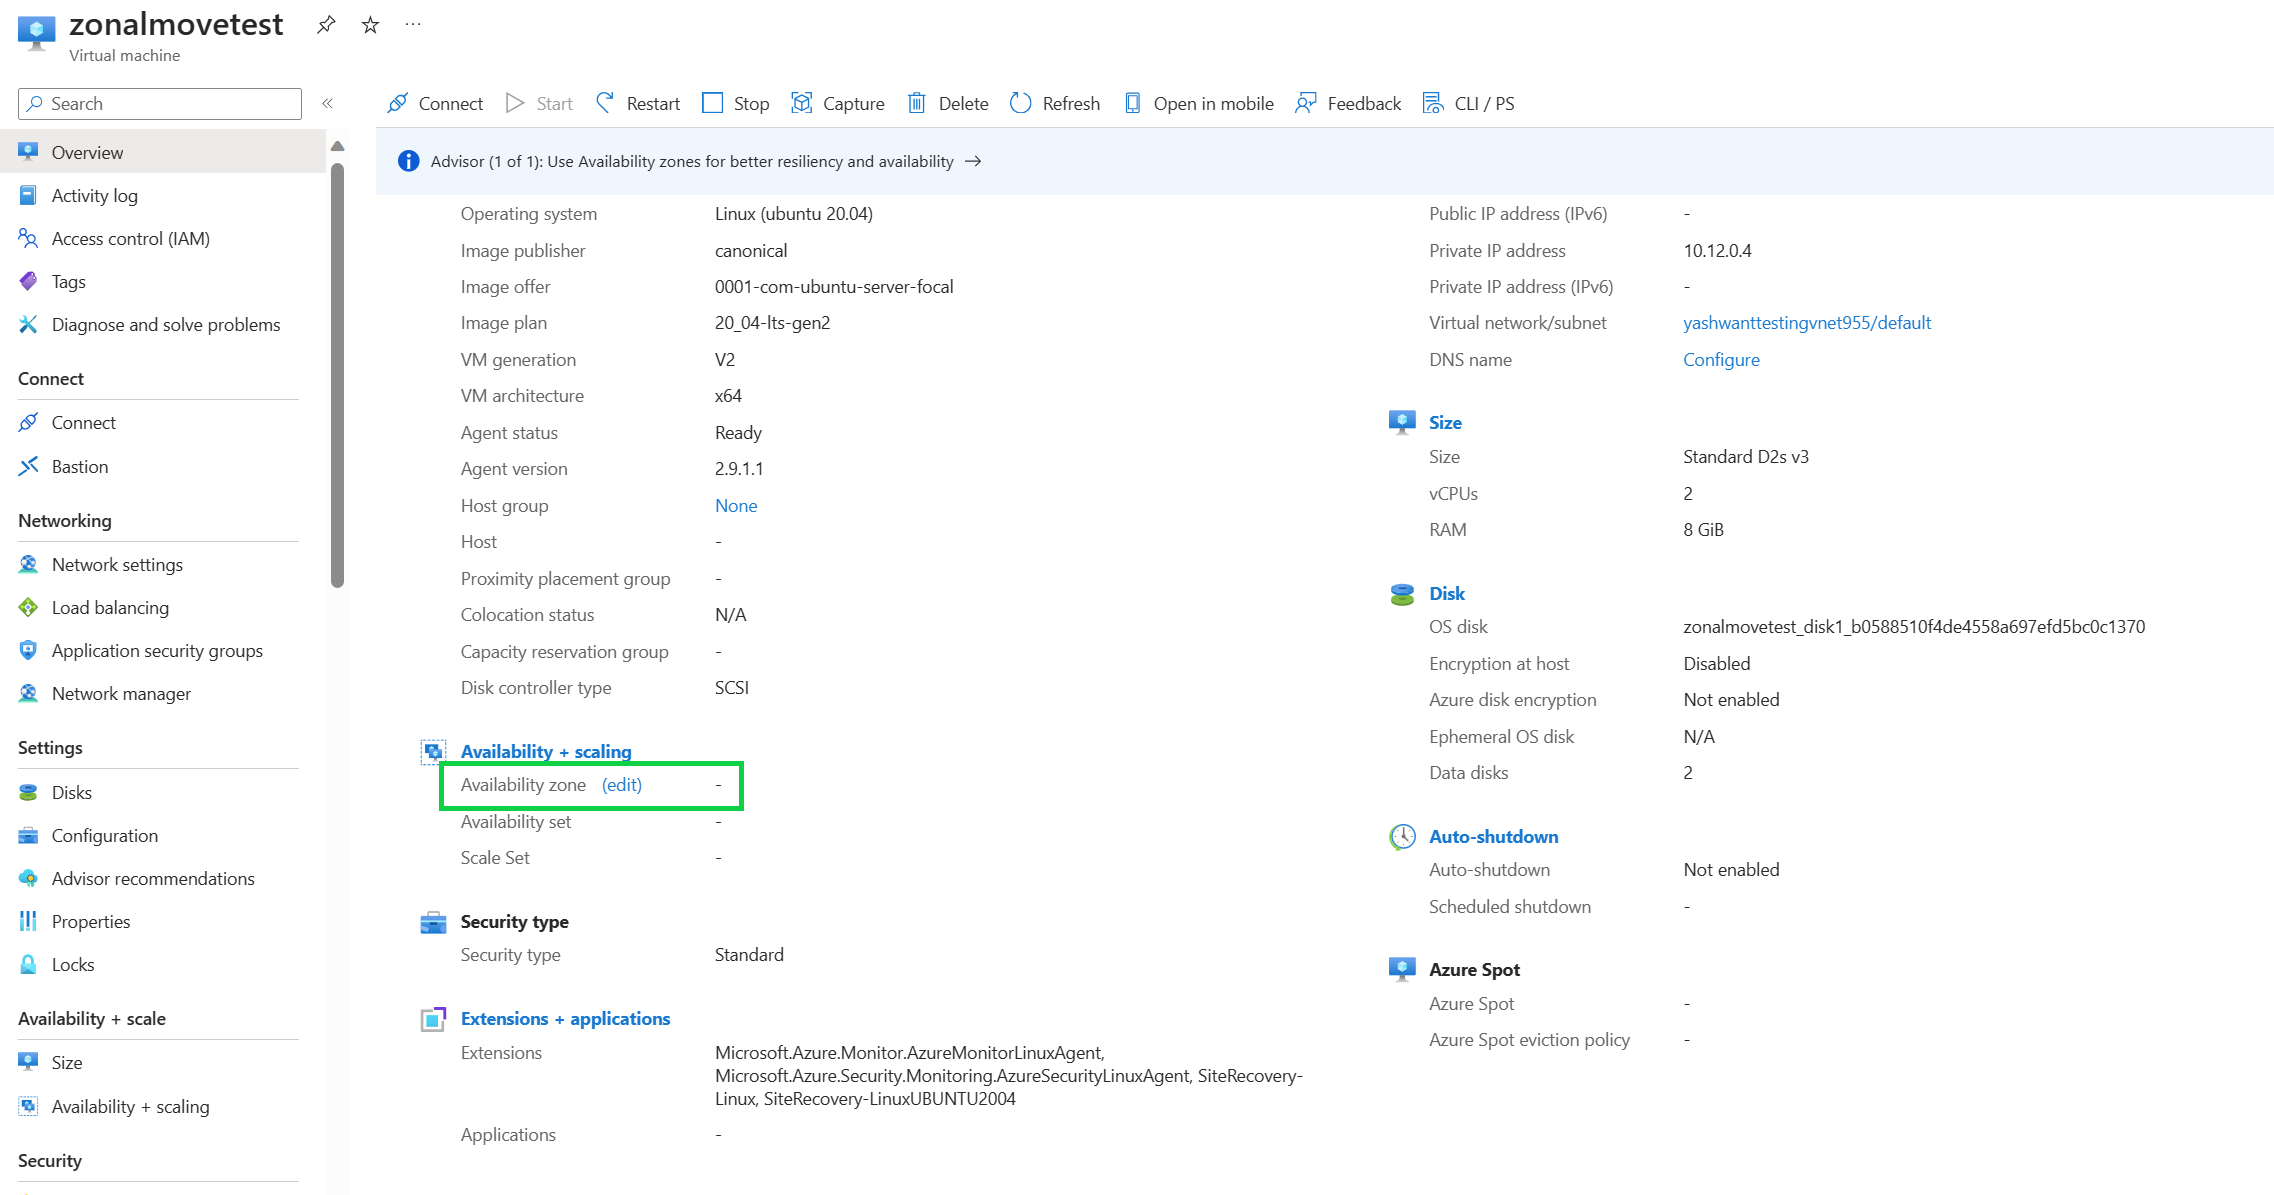 zonalmovetest
Virtual machine
Search
Connect Start Restart Stop Capture Delete Refresh Open in mobile Feedback CLI / PS
Advisor (1 of 1): Use Availability zones for better resiliency and availability →
Overview
Activity log
Access control (IAM)
Tags
Diagnose and solve problems
Connect
Connect
Bastion
Networking
Network settings
Load balancing
Application security groups
Network manager
Settings
Disks
Configuration
Advisor recommendations
Properties
Locks
Availability + scale
Size
Availability + scaling
Security
Operating system Linux (ubuntu 20.04)
Image publisher canonical
Image offer 0001-com-ubuntu-server-focal
Image plan 20_04-lts-gen2
VM generation V2
VM architecture x64
Agent status Ready
Agent version 2.9.1.1
Host group None
Host -
Proximity placement group -
Colocation status N/A
Capacity reservation group -
Disk controller type SCSI
Availability + scaling
Availability zone (edit) -
Availability set -
Scale Set -
Security type
Security type Standard
Extensions + applications
Extensions Microsoft.Azure.Monitor.AzureMonitorLinuxAgent,
Microsoft.Azure.Security.Monitoring.AzureSecurityLinuxAgent, SiteRecovery-
Linux, SiteRecovery-LinuxUBUNTU2004
Applications -
Public IP address (IPv6) -
Private IP address 10.12.0.4
Private IP address (IPv6) -
Virtual network/subnet yashwanttestingvnet955/default
DNS name Configure
Size
Size Standard D2s v3
vCPUs 2
RAM 8 GiB
Disk
OS disk zonalmovetest_disk1_b0588510f4de4558a697efd5bc0c1370
Encryption at host Disabled
Azure disk encryption Not enabled
Ephemeral OS disk N/A
Data disks 2
Auto-shutdown
Auto-shutdown Not enabled
Scheduled shutdown -
Azure Spot
Azure Spot -
Azure Spot eviction policy -